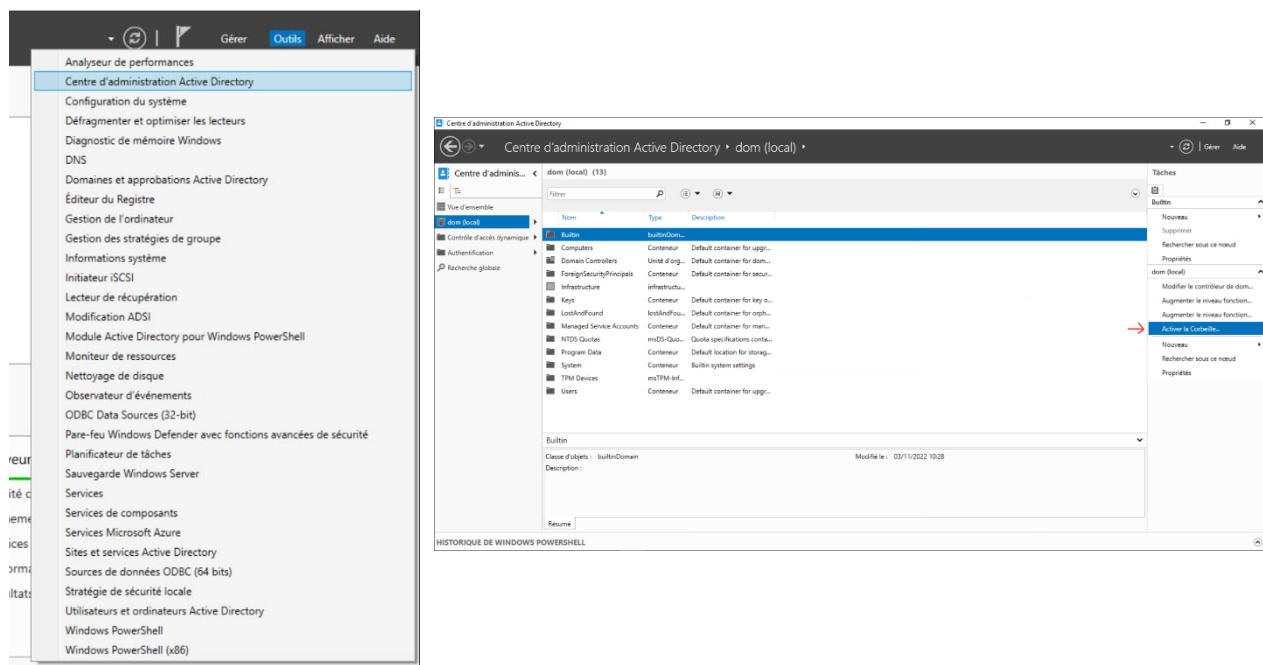 Gérer Outils Afficher Aide
Analyseur de performances
Centre d'administration Active Directory
Configuration du système
Défragmenter et optimiser les lecteurs
Diagnostic de mémoire Windows
DNS
Domaines et approbations Active Directory
Éditeur du Registre
Gestion de l'ordinateur
Gestion des stratégies de groupe
Informations système
Initiateur iSCSI
Lecteur de récupération
Modification ADSI
Module Active Directory pour Windows PowerShell
Moniteur de ressources
Nettoyage de disque
Observateur d'événements
ODBC Data Sources (32-bit)
Pare-feu Windows Defender avec fonctions avancées de sécurité
Planificateur de tâches
Sauvegarde Windows Server
Services
Services de composants
Services Microsoft Azure
Sites et services Active Directory
Sources de données ODBC (64 bits)
Stratégie de sécurité locale
Utilisateurs et ordinateurs Active Directory
Windows PowerShell
Windows PowerShell (x86)
Centre d'administration Active Directory
Centre d'administration Active Directory dom (local)
Gérer Aide
Centre d'adminis...
Vue d'ensemble
dom (local)
Contrôle d'accès dynamique
Authentification
Recherche globale
dom (local) (13)
Filtrer
Nom Type Description
Builtin builtinDom...
Computers Conteneur Default container for upgr...
Domain Controllers Unité d'org... Default container for dom...
ForeignSecurityPrincipals Conteneur Default container for secur...
Infrastructure infrastructu...
Keys Conteneur Default container for key o...
LostAndFound lostAndFou... Default container for orph...
Managed Service Accounts Conteneur Default container for man...
NTDS Quotas msDS-Quo... Quota specifications conta...
Program Data Conteneur Default location for storag...
System Conteneur Builtin system settings
TPM Devices msTPM-Inf...
Users Conteneur Default container for upgr...
Builtin
Classe d'objets : builtinDomain Modifié le : 03/11/2022 10:28
Description :
Résumé
Tâches
Builtin
Nouveau
Supprimer
Rechercher sous ce nœud
Propriétés
dom (local)
Modifier le contrôleur de dom...
Augmenter le niveau fonction...
Augmenter le niveau fonction...
Activer la Corbeille...
Nouveau
Rechercher sous ce nœud
Propriétés
HISTORIQUE DE WINDOWS POWERSHELL